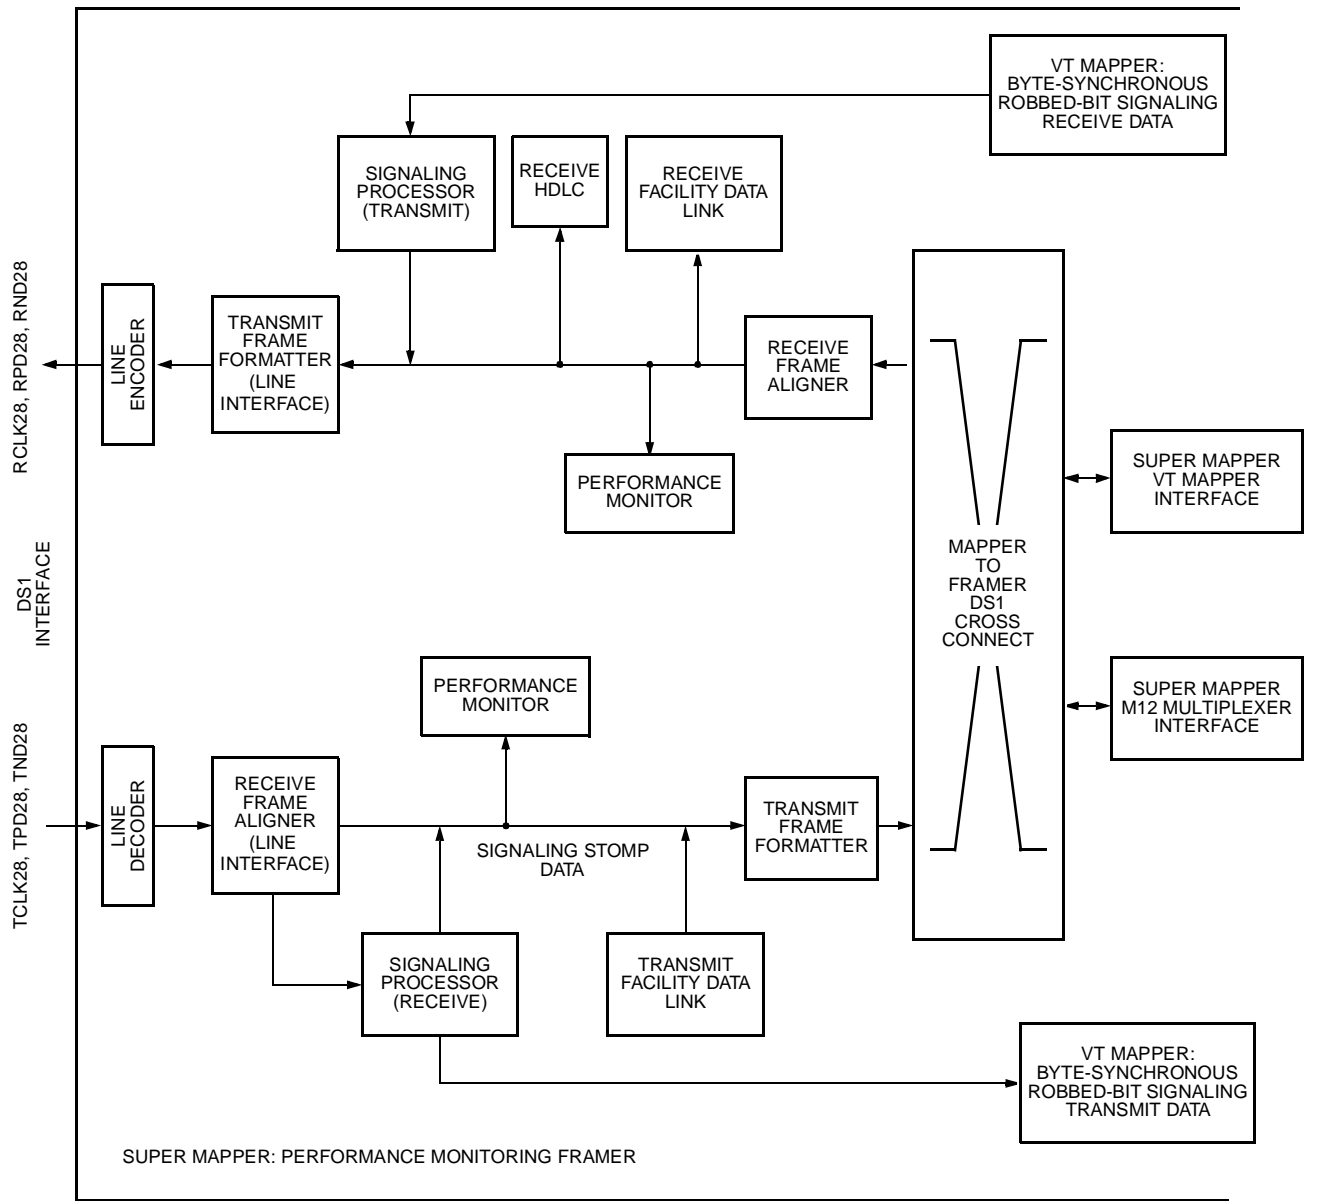 VT MAPPER:
BYTE-SYNCHRONOUS
ROBBED-BIT SIGNALING
RECEIVE DATA
SIGNALING
PROCESSOR
(TRANSMIT)
RECEIVE
HDLC
RECEIVE
FACILITY DATA
LINK
RCLK28, RPD28, RND28
LINE
ENCODER
TRANSMIT
FRAME
FORMATTER
(LINE
INTERFACE)
RECEIVE
FRAME
ALIGNER
PERFORMANCE
MONITOR
SUPER MAPPER
VT MAPPER
INTERFACE
DS1
INTERFACE
MAPPER
TO
FRAMER
DS1
CROSS
CONNECT
PERFORMANCE
MONITOR
SUPER MAPPER
M12 MULTIPLEXER
INTERFACE
TCLK28, TPD28, TND28
LINE
DECODER
RECEIVE
FRAME
ALIGNER
(LINE
INTERFACE)
SIGNALING STOMP
DATA
TRANSMIT
FRAME
FORMATTER
SIGNALING
PROCESSOR
(RECEIVE)
TRANSMIT
FACILITY DATA
LINK
VT MAPPER:
BYTE-SYNCHRONOUS
ROBBED-BIT SIGNALING
TRANSMIT DATA
SUPER MAPPER: PERFORMANCE MONITORING FRAMER